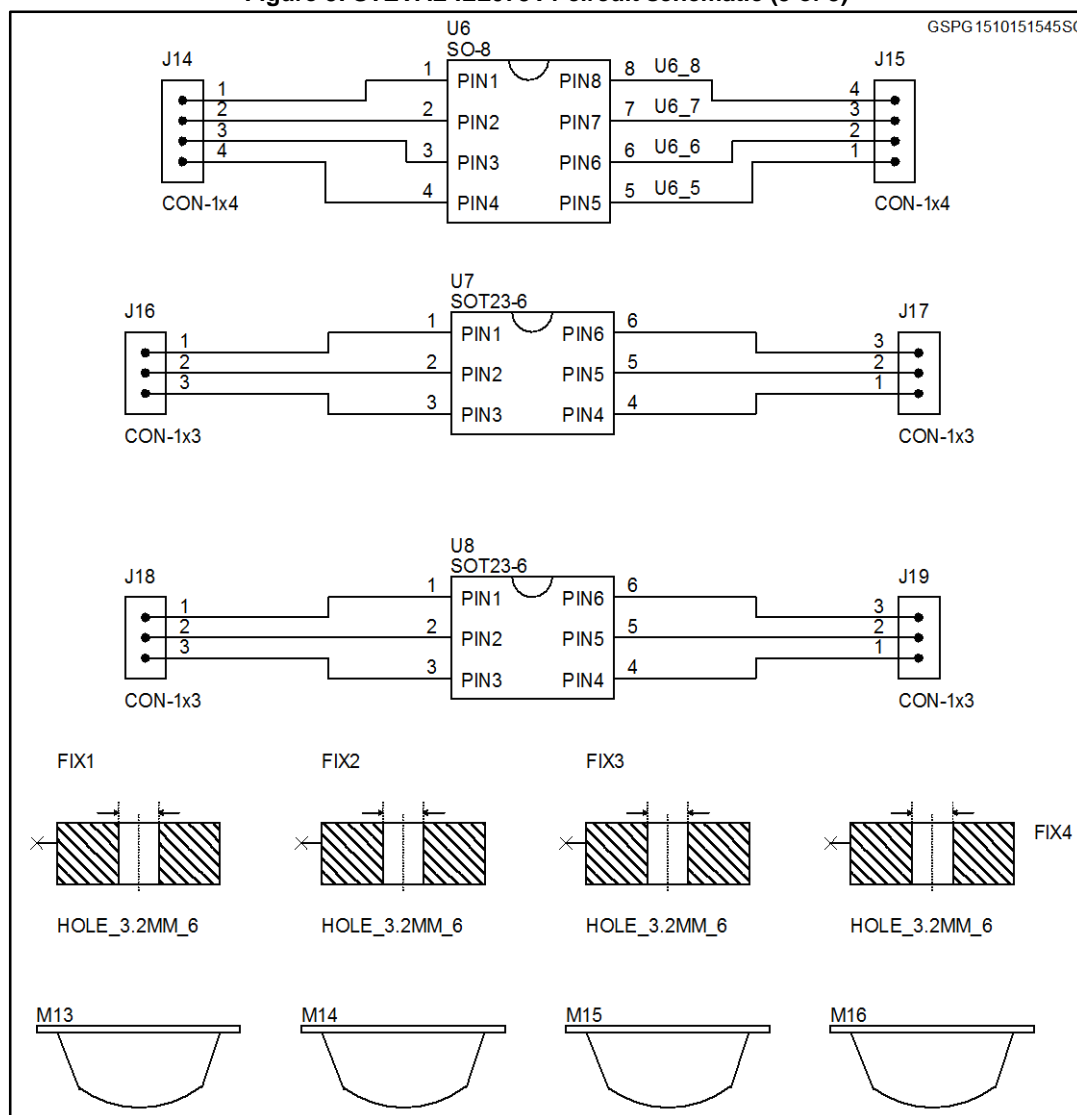 Figure circuit schematic
GSPG1510151545SG
U6
SO-8
J14
J15
1 1 PIN1 PIN8 8 U6_8 4
2 2 PIN2 PIN7 7 U6_7 3
3 3 PIN3 PIN6 6 U6_6 2
4 4 PIN4 PIN5 5 U6_5 1
CON-1x4
CON-1x4
U7
SOT23-6
J16
J17
1 1 PIN1 PIN6 6 3
2 2 PIN2 PIN5 5 2
3 3 PIN3 PIN4 4 1
CON-1x3
CON-1x3
U8
SOT23-6
J18
J19
1 1 PIN1 PIN6 6 3
2 2 PIN2 PIN5 5 2
3 3 PIN3 PIN4 4 1
CON-1x3
CON-1x3
FIX1 FIX2 FIX3
FIX4
HOLE_3.2MM_6 HOLE_3.2MM_6 HOLE_3.2MM_6 HOLE_3.2MM_6
M13 M14 M15 M16